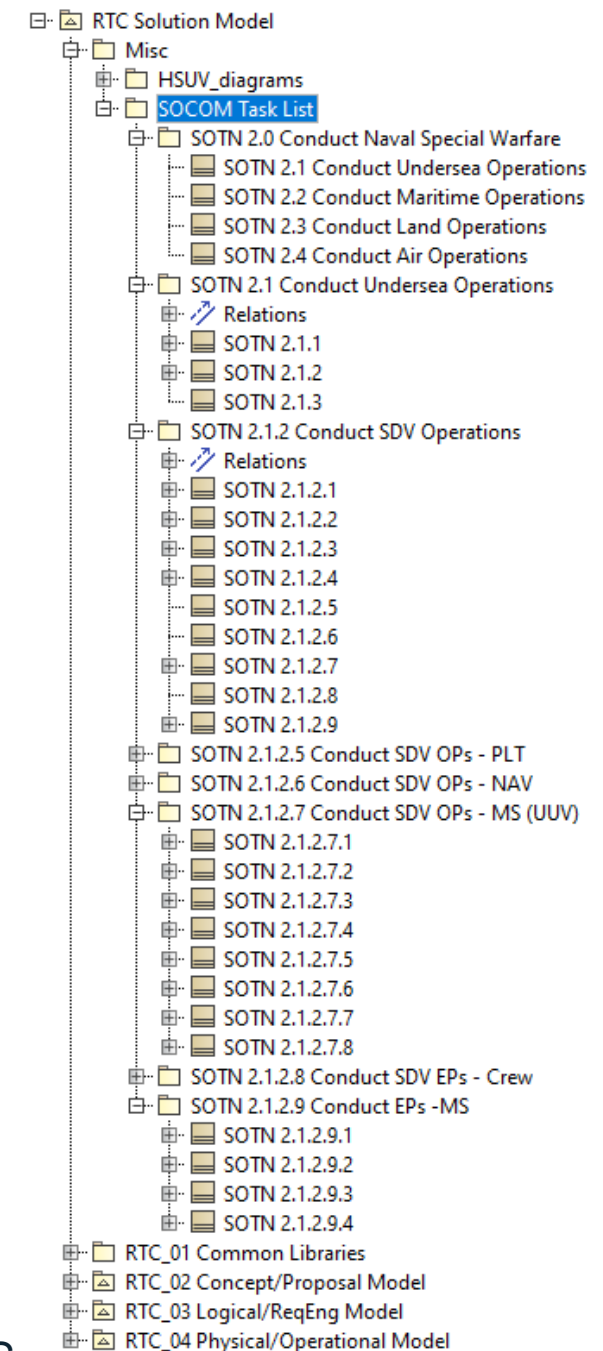 RTC Solution Model
Misc
HSUV_diagrams
SOCOM Task List
SOTN 2.0 Conduct Naval Special Warfare
SOTN 2.1 Conduct Undersea Operations
SOTN 2.2 Conduct Maritime Operations
SOTN 2.3 Conduct Land Operations
SOTN 2.4 Conduct Air Operations
SOTN 2.1 Conduct Undersea Operations
Relations
SOTN 2.1.1
SOTN 2.1.2
SOTN 2.1.3
SOTN 2.1.2 Conduct SDV Operations
Relations
SOTN 2.1.2.1
SOTN 2.1.2.2
SOTN 2.1.2.3
SOTN 2.1.2.4
SOTN 2.1.2.5
SOTN 2.1.2.6
SOTN 2.1.2.7
SOTN 2.1.2.8
SOTN 2.1.2.9
SOTN 2.1.2.5 Conduct SDV OPs - PLT
SOTN 2.1.2.6 Conduct SDV OPs - NAV
SOTN 2.1.2.7 Conduct SDV OPs - MS (UUV)
SOTN 2.1.2.7.1
SOTN 2.1.2.7.2
SOTN 2.1.2.7.3
SOTN 2.1.2.7.4
SOTN 2.1.2.7.5
SOTN 2.1.2.7.6
SOTN 2.1.2.7.7
SOTN 2.1.2.7.8
SOTN 2.1.2.8 Conduct SDV EPs - Crew
SOTN 2.1.2.9 Conduct EPs -MS
SOTN 2.1.2.9.1
SOTN 2.1.2.9.2
SOTN 2.1.2.9.3
SOTN 2.1.2.9.4
RTC_01 Common Libraries
RTC_02 Concept/Proposal Model
RTC_03 Logical/ReqEng Model
RTC_04 Physical/Operational Model